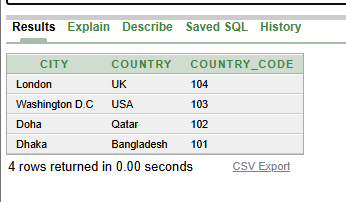 Results Explain Describe Saved SQL History
CITY COUNTRY COUNTRY_CODE
London UK 104
Washington D.C USA 103
Doha Qatar 102
Dhaka Bangladesh 101
4 rows returned in 0.00 seconds CSV Export